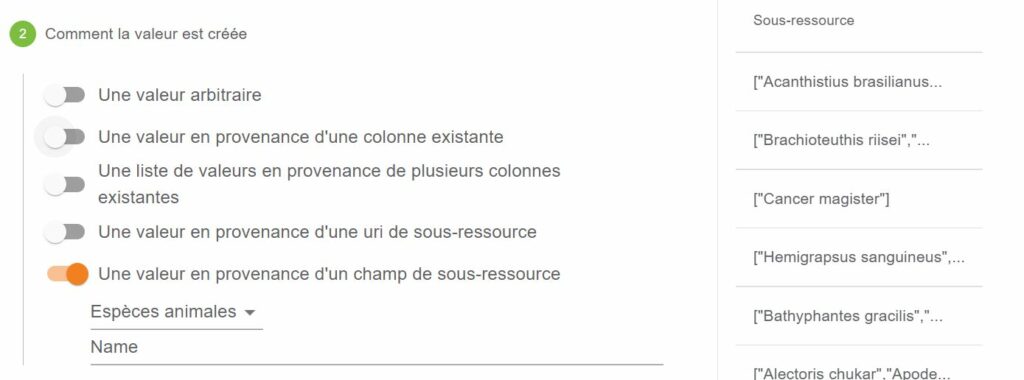 2 Comment la valeur est créée
Une valeur arbitraire
Une valeur en provenance d'une colonne existante
Une liste de valeurs en provenance de plusieurs colonnes
existantes
Une valeur en provenance d'une uri de sous-ressource
Une valeur en provenance d'un champ de sous-ressource
Espèces animales
Name
Sous-ressource
["Acanthistius brasilianus...
["Brachioteuthis riisei","...
["Cancer magister"]
["Hemigrapsus sanguineus",...
["Bathyphantes gracilis","...
["Alectoris chukar","Apode...